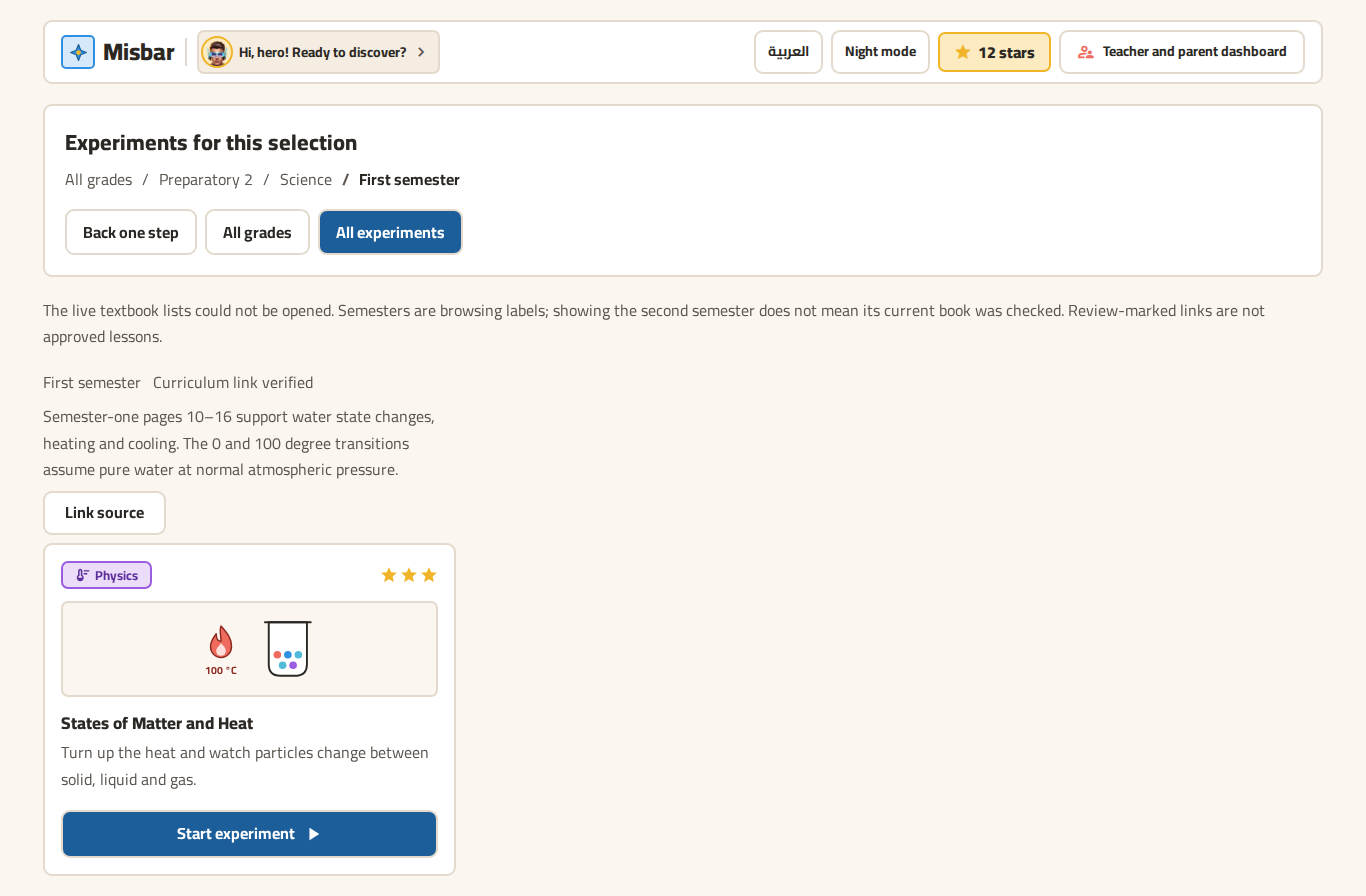 Misbar
Hi, hero! Ready to discover?
العربية
Night mode
12 stars
Teacher and parent dashboard
Experiments for this selection
All grades / Preparatory 2 / Science / First semester
Back one step
All grades
All experiments
The live textbook lists could not be opened. Semesters are browsing labels; showing the second semester does not mean its current book was checked. Review-marked links are not
approved lessons.
First semester Curriculum link verified
Semester-one pages 10–16 support water state changes,
heating and cooling. The 0 and 100 degree transitions
assume pure water at normal atmospheric pressure.
Link source
Physics
100 °C
States of Matter and Heat
Turn up the heat and watch particles change between
solid, liquid and gas.
Start experiment